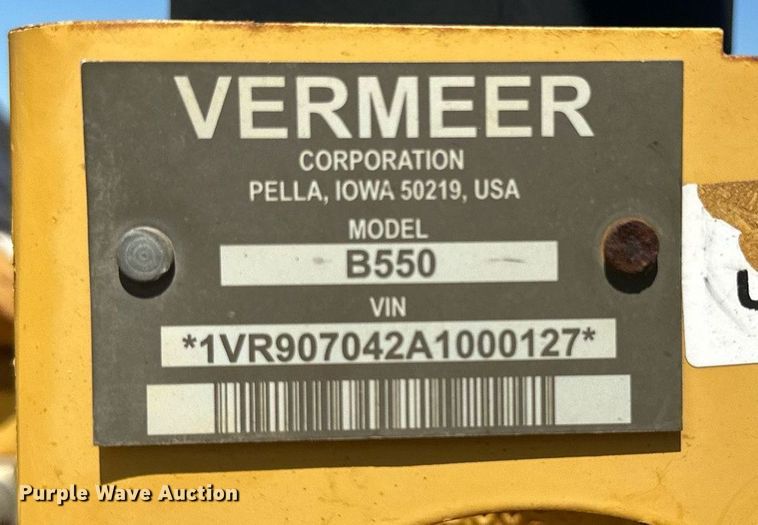 VERMEER
CORPORATION
PELLA, IOWA 50219, USA
MODEL
B550
VIN
*1VR907042A1000127*
Purple Wave Auction